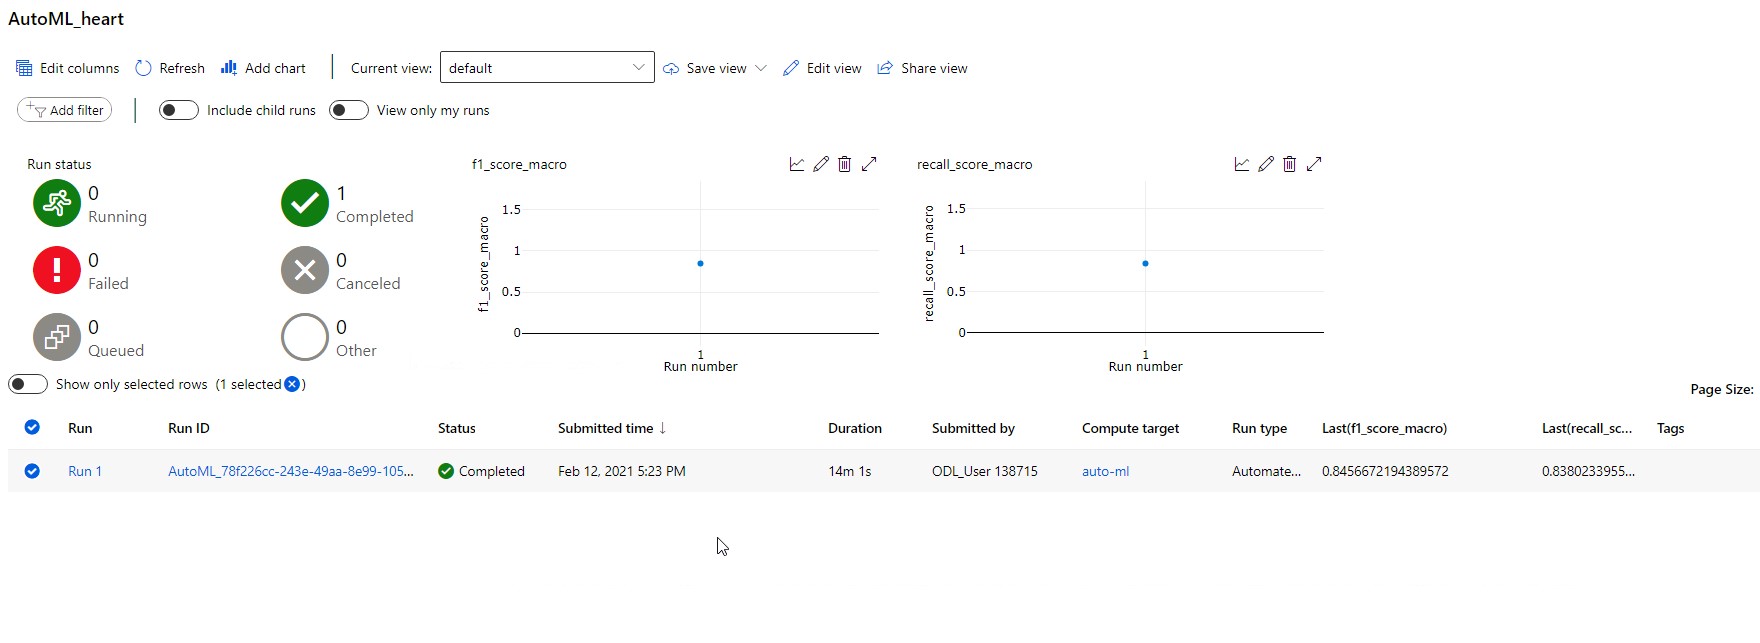 AutoML_heart
Edit columns Refresh Add chart Current view: default Save view Edit view Share view
Add filter Include child runs View only my runs
Run status
0 Running
1 Completed
0 Failed
0 Canceled
0 Queued
0 Other
f1_score_macro
f1_score_macro
1.5
1
0.5
0
1
Run number
recall_score_macro
recall_score_macro
1.5
1
0.5
0
1
Run number
Show only selected rows (1 selected )
Page Size:
Run Run ID Status Submitted time ↓ Duration Submitted by Compute target Run type Last(f1_score_macro) Last(recall_sc... Tags
Run 1 AutoML_78f226cc-243e-49aa-8e99-105... Completed Feb 12, 2021 5:23 PM 14m 1s ODL_User 138715 auto-ml Automate... 0.8456672194389572 0.8380233955...